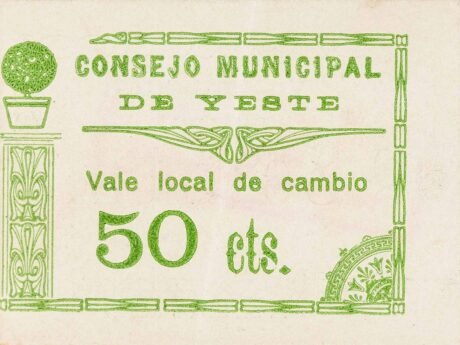 CONSEJO MUNICIPAL
DE YESTE
Vale local de cambio
50 cts.